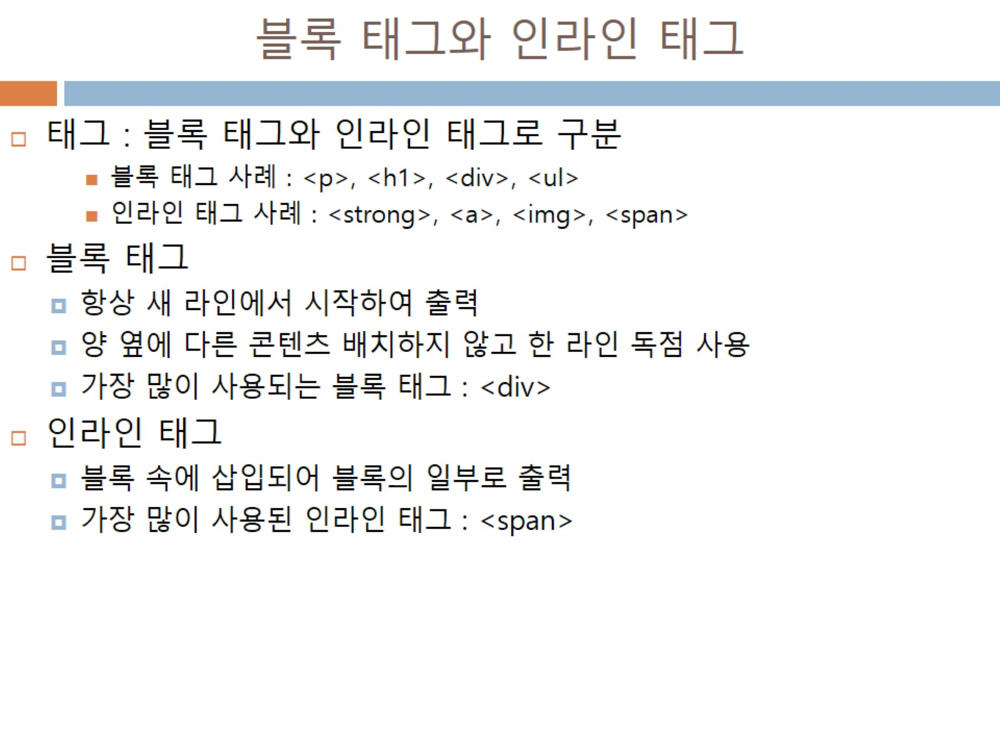 블록 태그와 인라인 태그
태그 : 블록 태그와 인라인 태그로 구분
블록 태그 사례 : <p>, <h1>, <div>, <ul>
인라인 태그 사례 : <strong>, <a>, <img>, <span>
블록 태그
항상 새 라인에서 시작하여 출력
양 옆에 다른 콘텐츠 배치하지 않고 한 라인 독점 사용
가장 많이 사용되는 블록 태그 : <div>
인라인 태그
블록 속에 삽입되어 블록의 일부로 출력
가장 많이 사용된 인라인 태그 : <span>